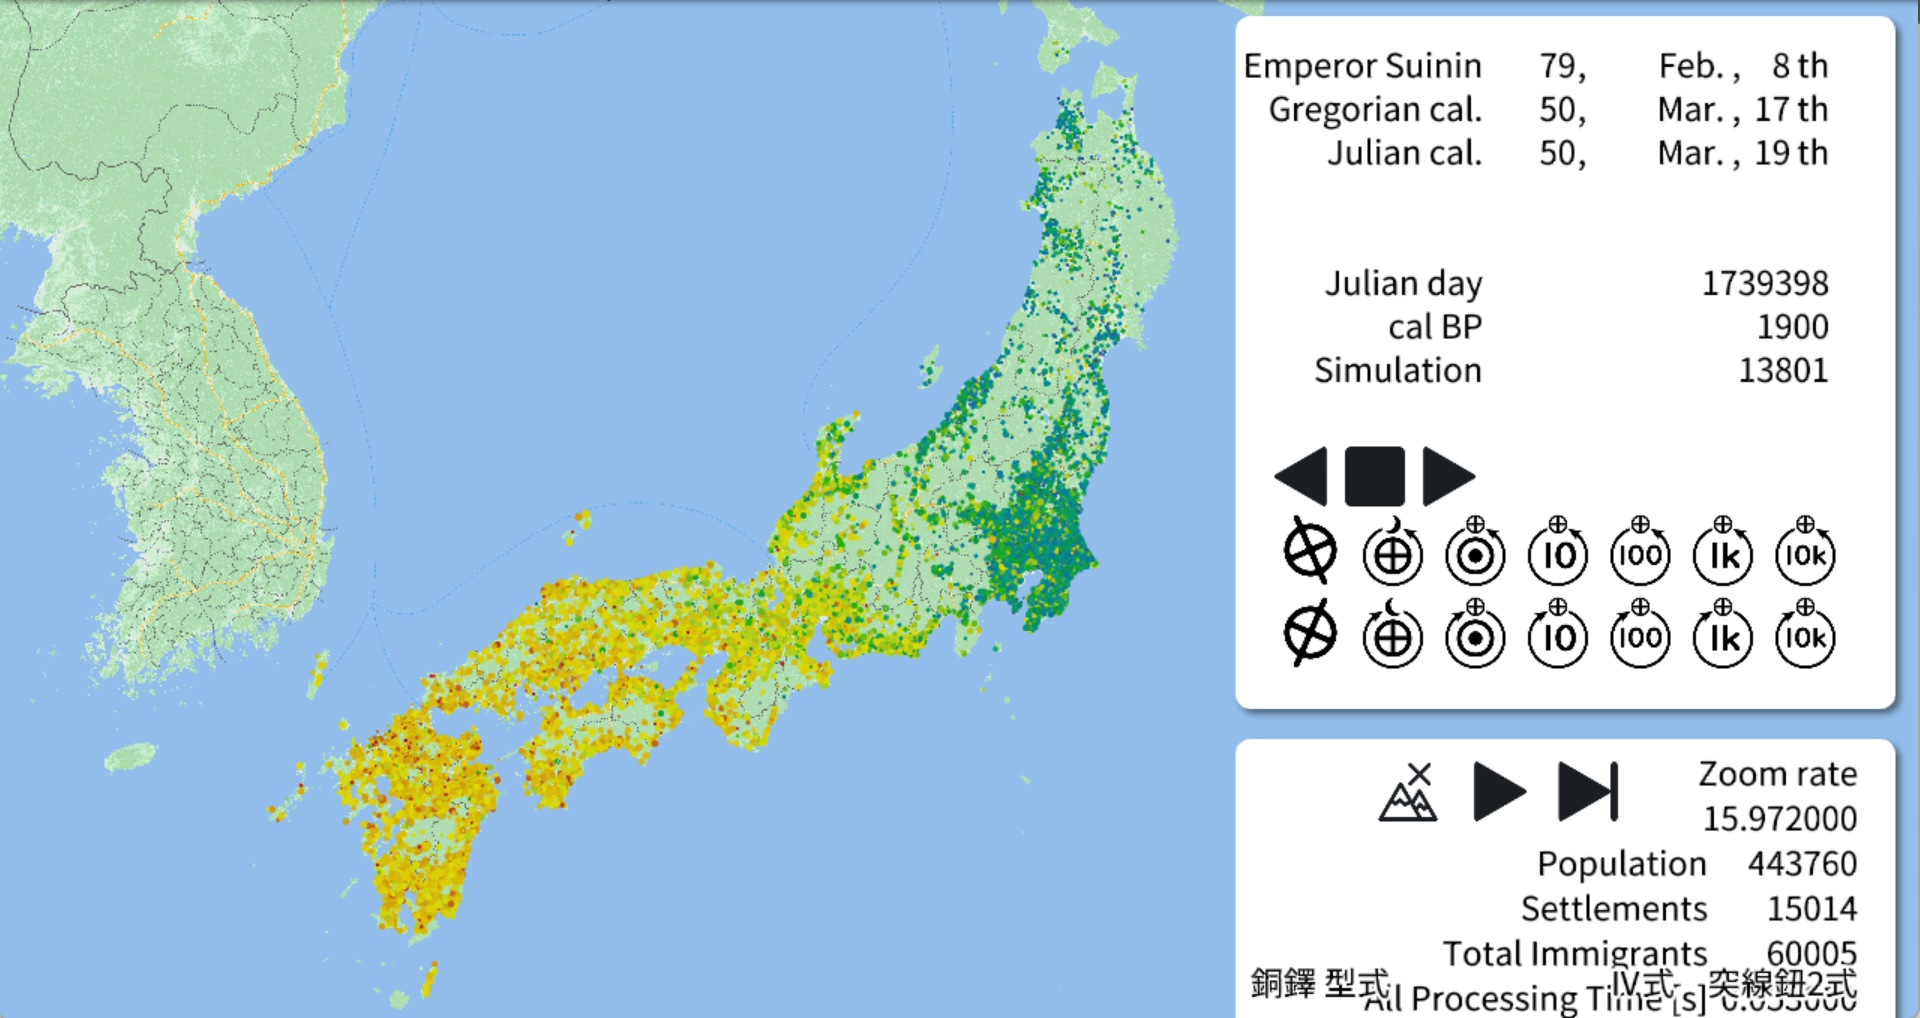 Emperor Suinin 79, Feb. , 8 th
Gregorian cal. 50, Mar. , 17 th
Julian cal. 50, Mar. , 19 th
Julian day 1739398
cal BP 1900
Simulation 13801
10 100 1k 10k
10 100 1k 10k
Zoom rate
15.972000
Population 443760
Settlements 15014
Total Immigrants 60005
銅鐸 型式 Ⅳ式 突線鈕2式
All Processing Time [s]